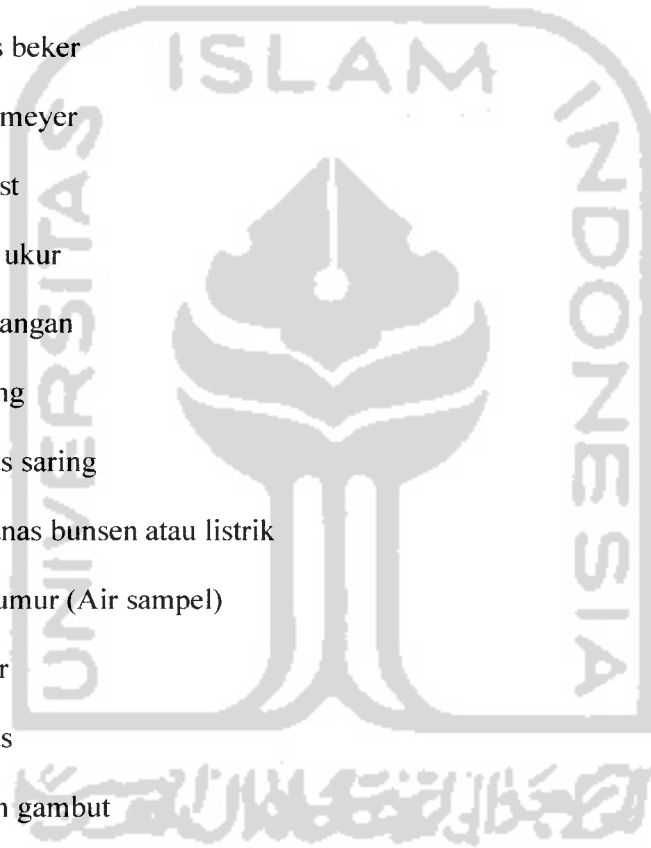 s beker
meyer
st
ukur
angan
ng
s saring
nas bunsen atau listrik
umur (Air sampel)
r
s
n gambut
UNIVERSITAS
ISLAM
INDONESIA